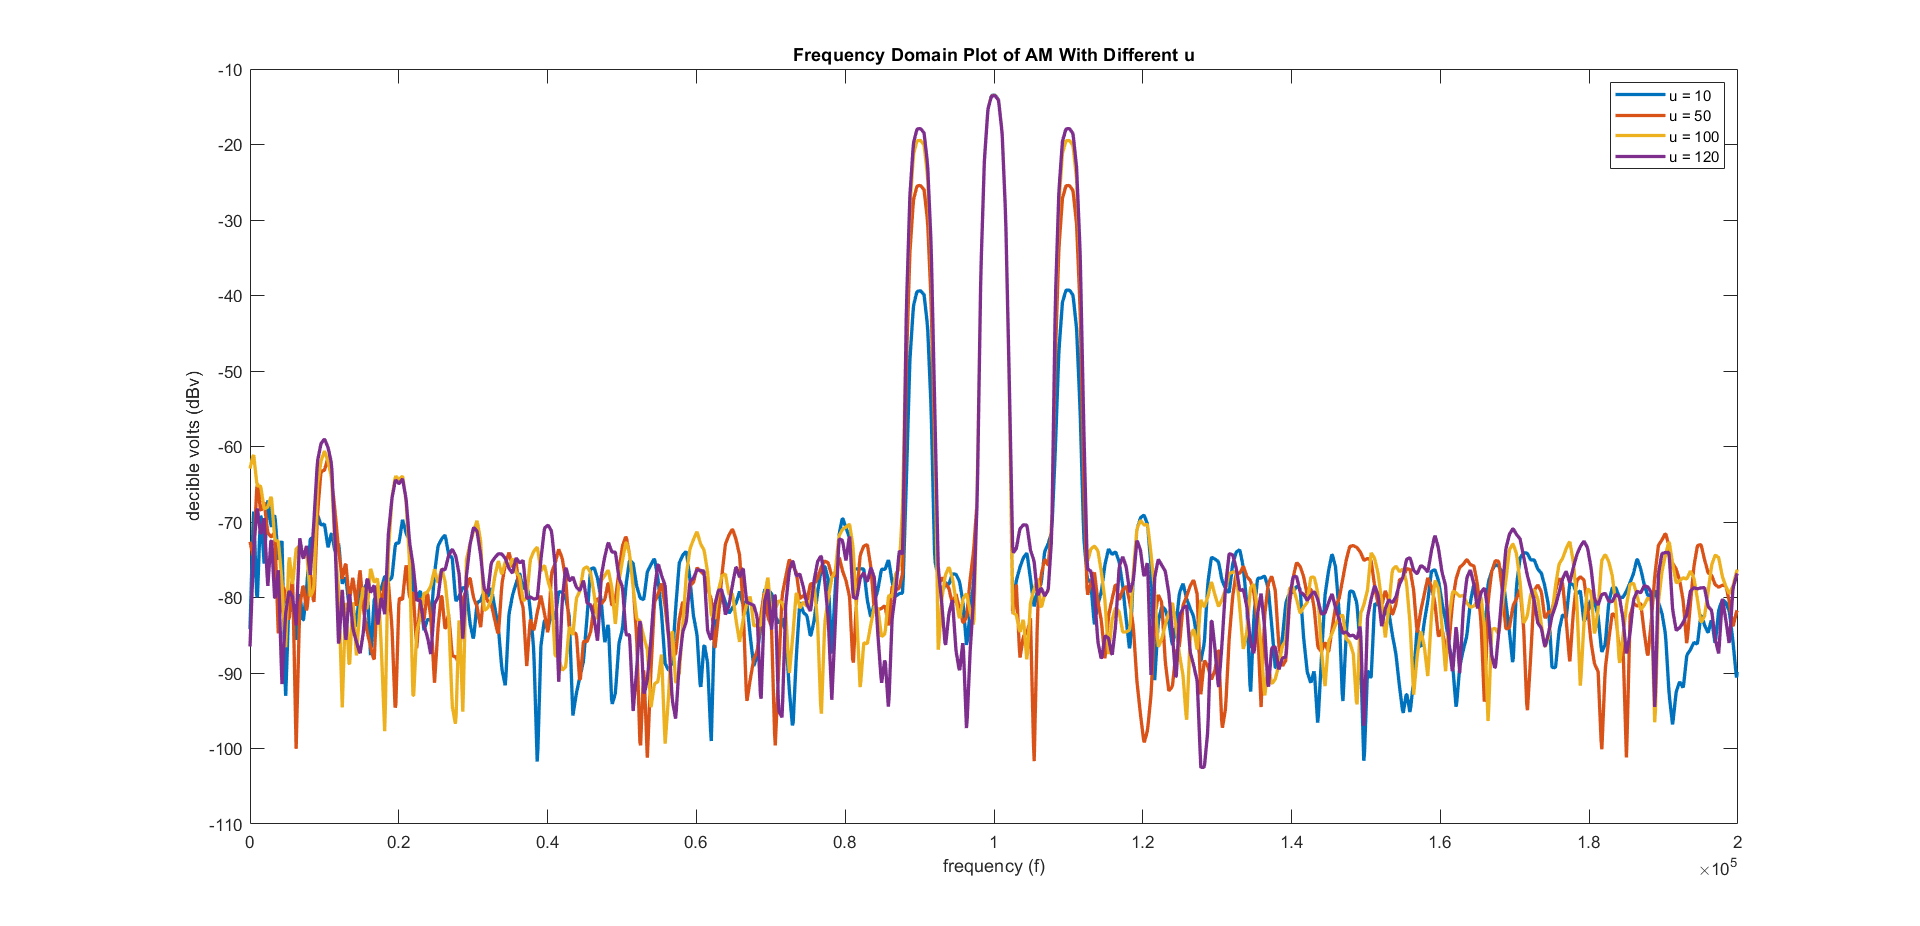 Frequency Domain Plot of AM With Different u
-10
-20
-30
-40
-50
-60
-70
-80
-90
-100
-110
decible volts (dBv)
u = 10
u = 50
u = 100
u = 120
0 0.2 0.4 0.6 0.8 1 1.2 1.4 1.6 1.8 2
frequency (f)
×10⁵